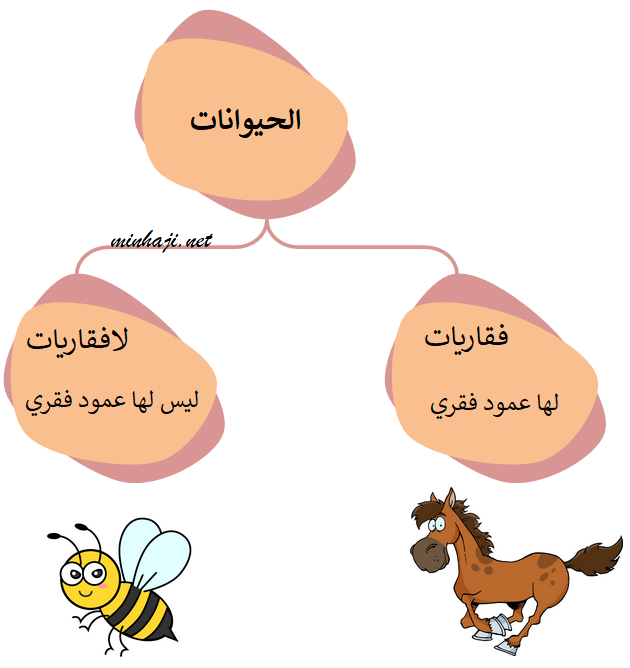 الحيوانات
minhaji.net
فقاريات
لها عمود فقري
لافقاريات
ليس لها عمود فقري